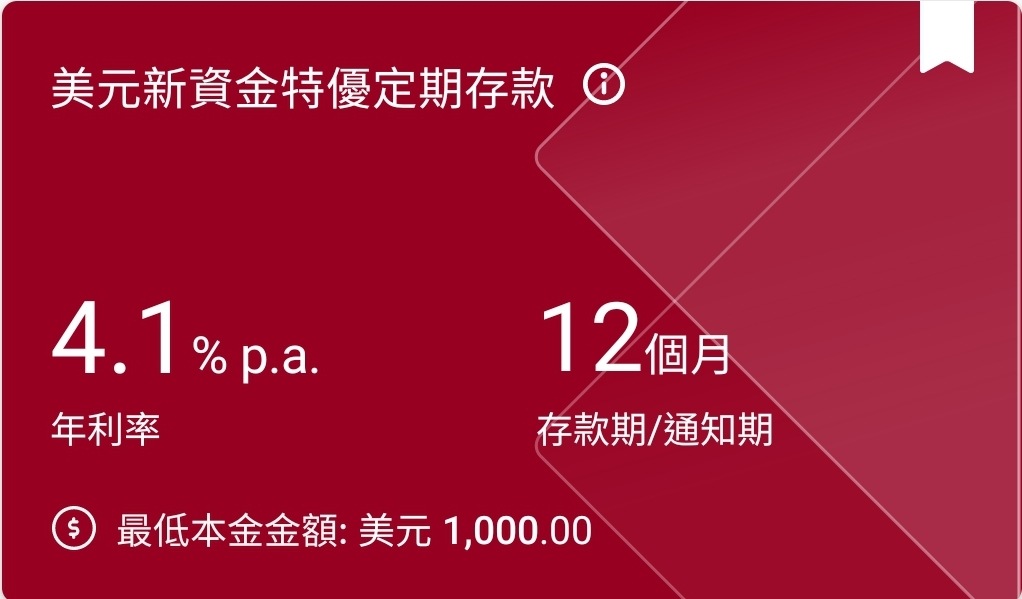 美元新資金特優定期存款
4.1% p.a.
12個月
年利率
存款期/通知期
最低本金金額: 美元 1,000.00